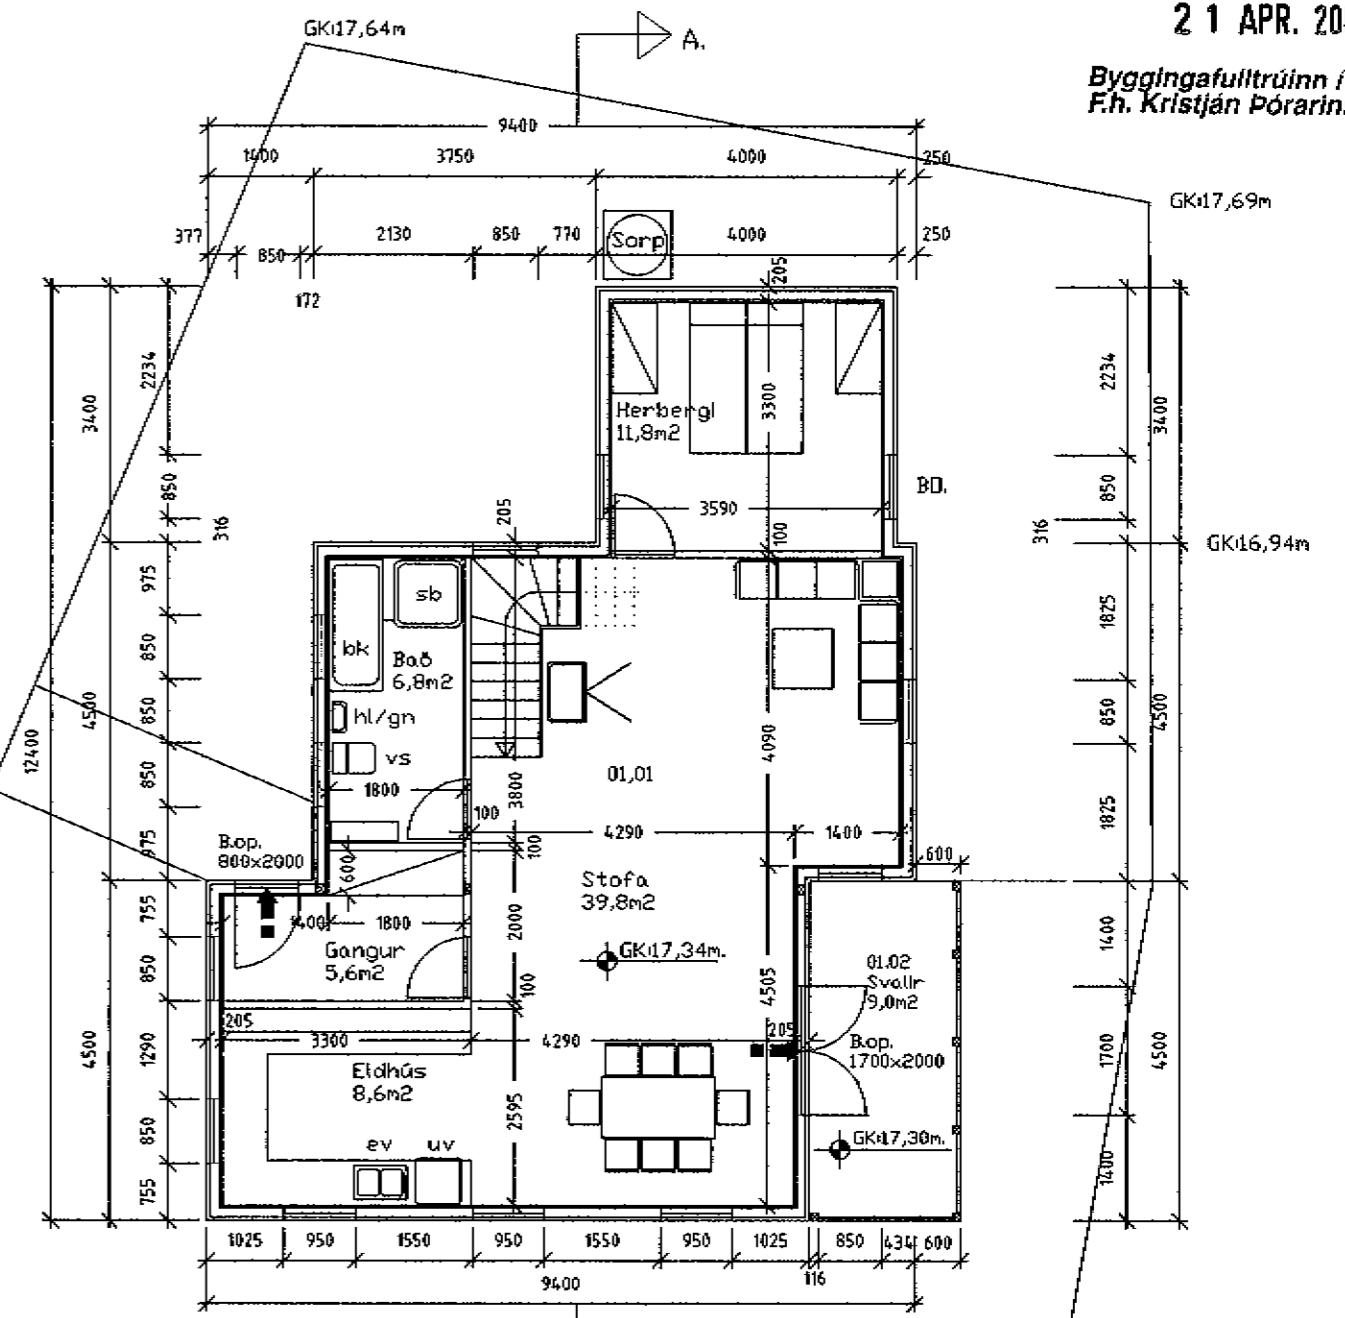 2 1 APR. 20
Byggingafulltrúinn í
F.h. Kristján Þórarin
GK:17,64m
A.
9400
1400 3750 4000 250
GK:17,69m
377 850 2130 850 770 Sorp 4000 250
172
205
2234
3400
850
316
Herbergi
11,8m2
3300
3590
100
BO.
2234
3400
850
316
GK:16,94m
205
975
850
850
850
975
4500
12400
sb
bk
Bað
6,8m2
hl/gn
vs
1800
3800
100
100
01,01
4090
4290
1400
1825
850
1825
4500
B.op.
800x2000
600
600
Stofa
39,8m2
755
850
1290
850
755
4500
1400
1800
2000
Gangur
5,6m2
100
GK:17,34m.
4505
01.02
Svalir
9,0m2
1400
1700
1400
4500
205
3300
4290
205
B.op.
1700x2000
Eldhús
8,6m2
2595
ev uv
GK:17,30m.
1025 950 1550 950 1550 950 1025 850 434 600
116
9400